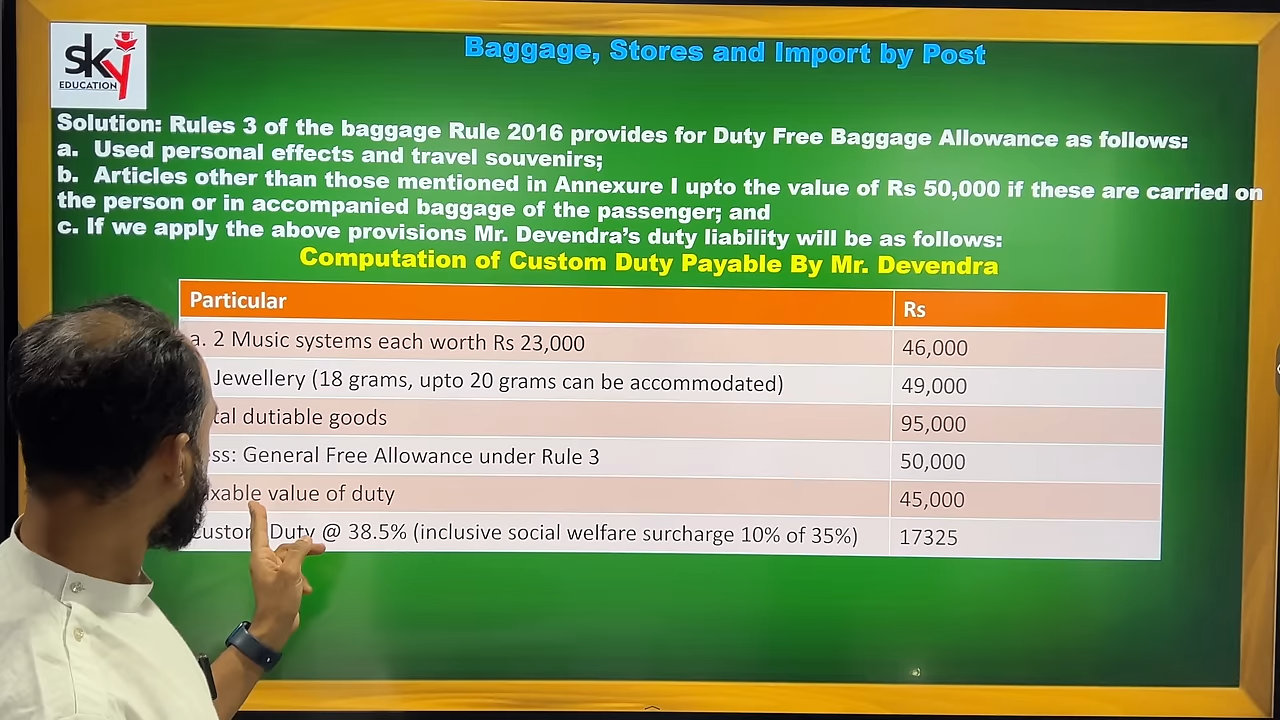 sky
EDUCATION
Baggage, Stores and Import by Post
Solution: Rules 3 of the baggage Rule 2016 provides for Duty Free Baggage Allowance as follows:
a. Used personal effects and travel souvenirs;
b. Articles other than those mentioned in Annexure I upto the value of Rs 50,000 if these are carried on
the person or in accompanied baggage of the passenger; and
c. If we apply the above provisions Mr. Devendra's duty liability will be as follows:
Computation of Custom Duty Payable By Mr. Devendra
Particular Rs
a. 2 Music systems each worth Rs 23,000 46,000
Jewellery (18 grams, upto 20 grams can be accommodated) 49,000
dutiable goods 95,000
General Free Allowance under Rule 3 50,000
value of duty 45,000
Duty @ 38.5% (inclusive social welfare surcharge 10% of 35%) 17325